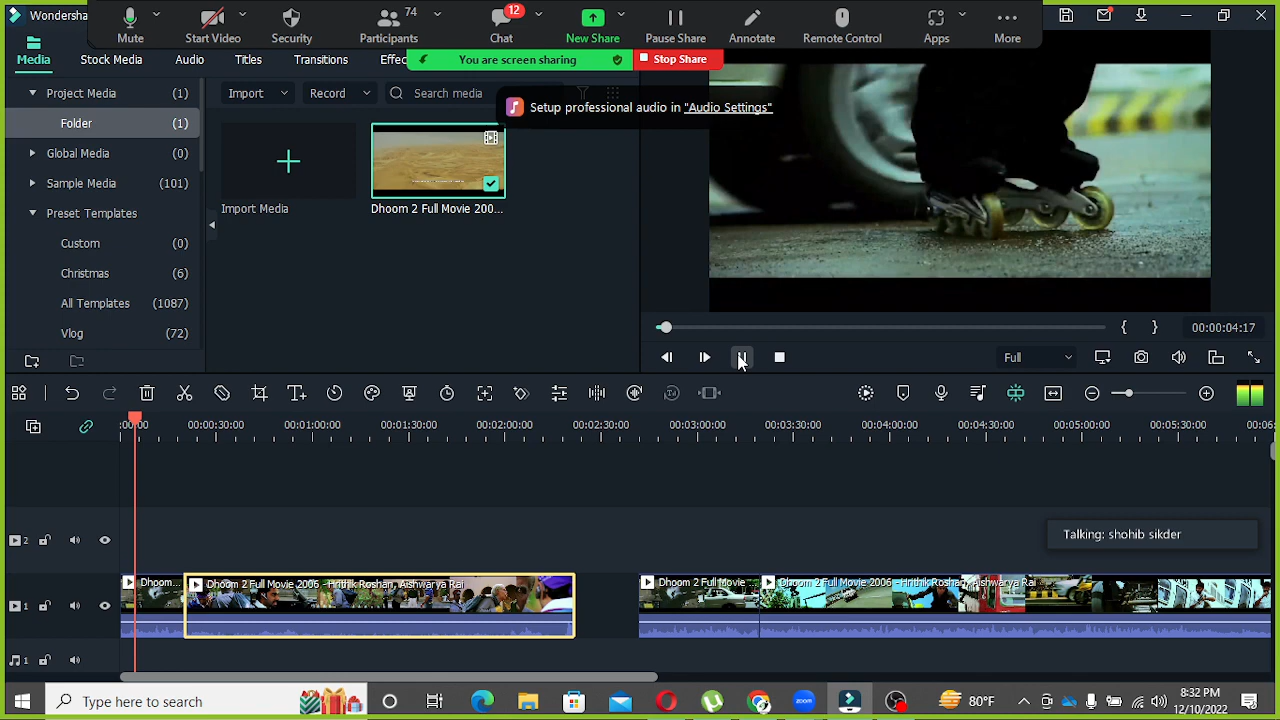 Wondersha
74
12
Mute
Start Video
Security
Participants
Chat
New Share
Pause Share
Annotate
Remote Control
Apps
More
You are screen sharing
Stop Share
Media
Stock Media
Audio
Titles
Transitions
Effec
Setup professional audio in "Audio Settings"
Project Media (1)
Folder (1)
Global Media (0)
Sample Media (101)
Preset Templates
Custom (0)
Christmas (6)
All Templates (1087)
Vlog (72)
Import
Record
Search media
Import Media
Dhoom 2 Full Movie 200...
{ } 00:00:04:17
Full
:00:00 00:00:30:00 00:01:00:00 00:01:30:00 00:02:00:00 00:02:30:00 00:03:00:00 00:03:30:00 00:04:00:00 00:04:30:00 00:05:00:00 00:05:30:00 00:06:
2
Talking: shohib sikder
1
Dhoom...
Dhoom 2 Full Movie 2006 - Hrithik Roshan, Aishwarya Rai
Dhoom 2 Full Movie
Dhoom 2 Full Movie 2006 - Hrithik Roshan, Aishwarya Rai
1
Type here to search
zoom
80°F
8:32 PM
12/10/2022